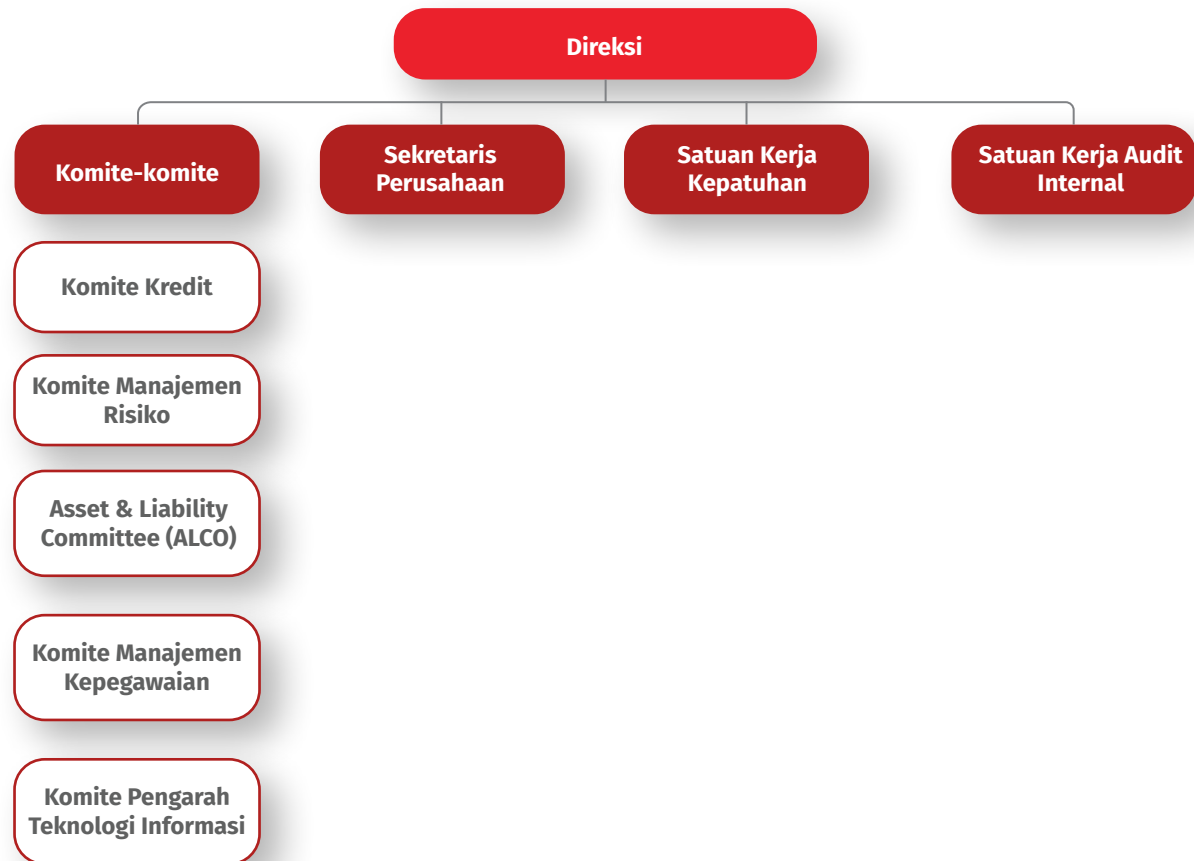 Direksi
Komite-komite
Sekretaris
Perusahaan
Satuan Kerja
Kepatuhan
Satuan Kerja Audit
Internal
Komite Kredit
Komite Manajemen
Risiko
Asset & Liability
Committee (ALCO)
Komite Manajemen
Kepegawaian
Komite Pengarah
Teknologi Informasi